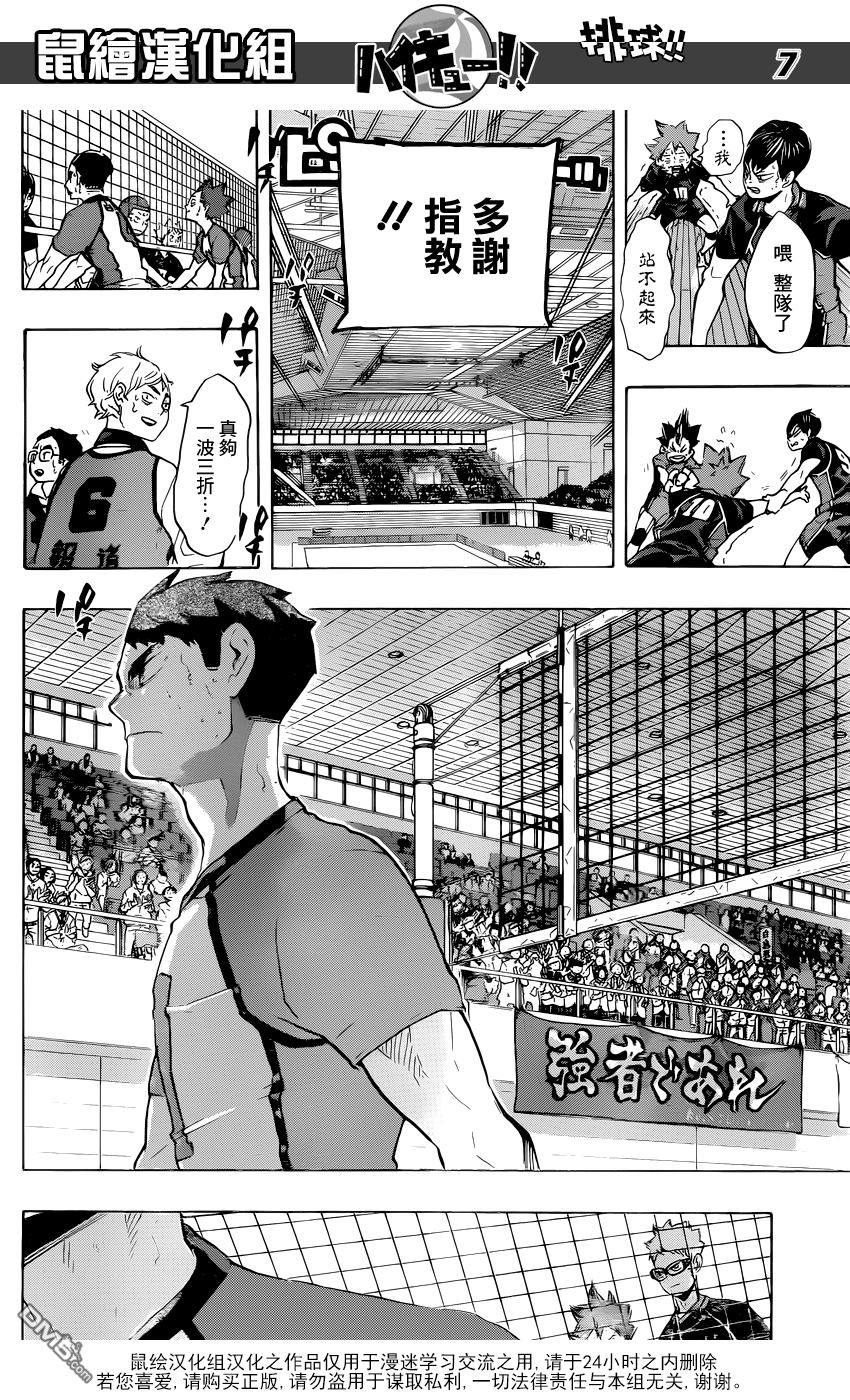 鼠繪漢化組
ハイキュー!!
排球!!
7
…我
站不起來
喂
整隊了
多謝
指教
!!
ピー
真夠
一波三折…!
6
強者であれ
鼠绘汉化组汉化之作品仅用于漫迷学习交流之用, 请于24小时之内删除
若您喜爱, 请购买正版, 请勿盗用于谋取私利, 一切法律责任与本组无关, 谢谢。